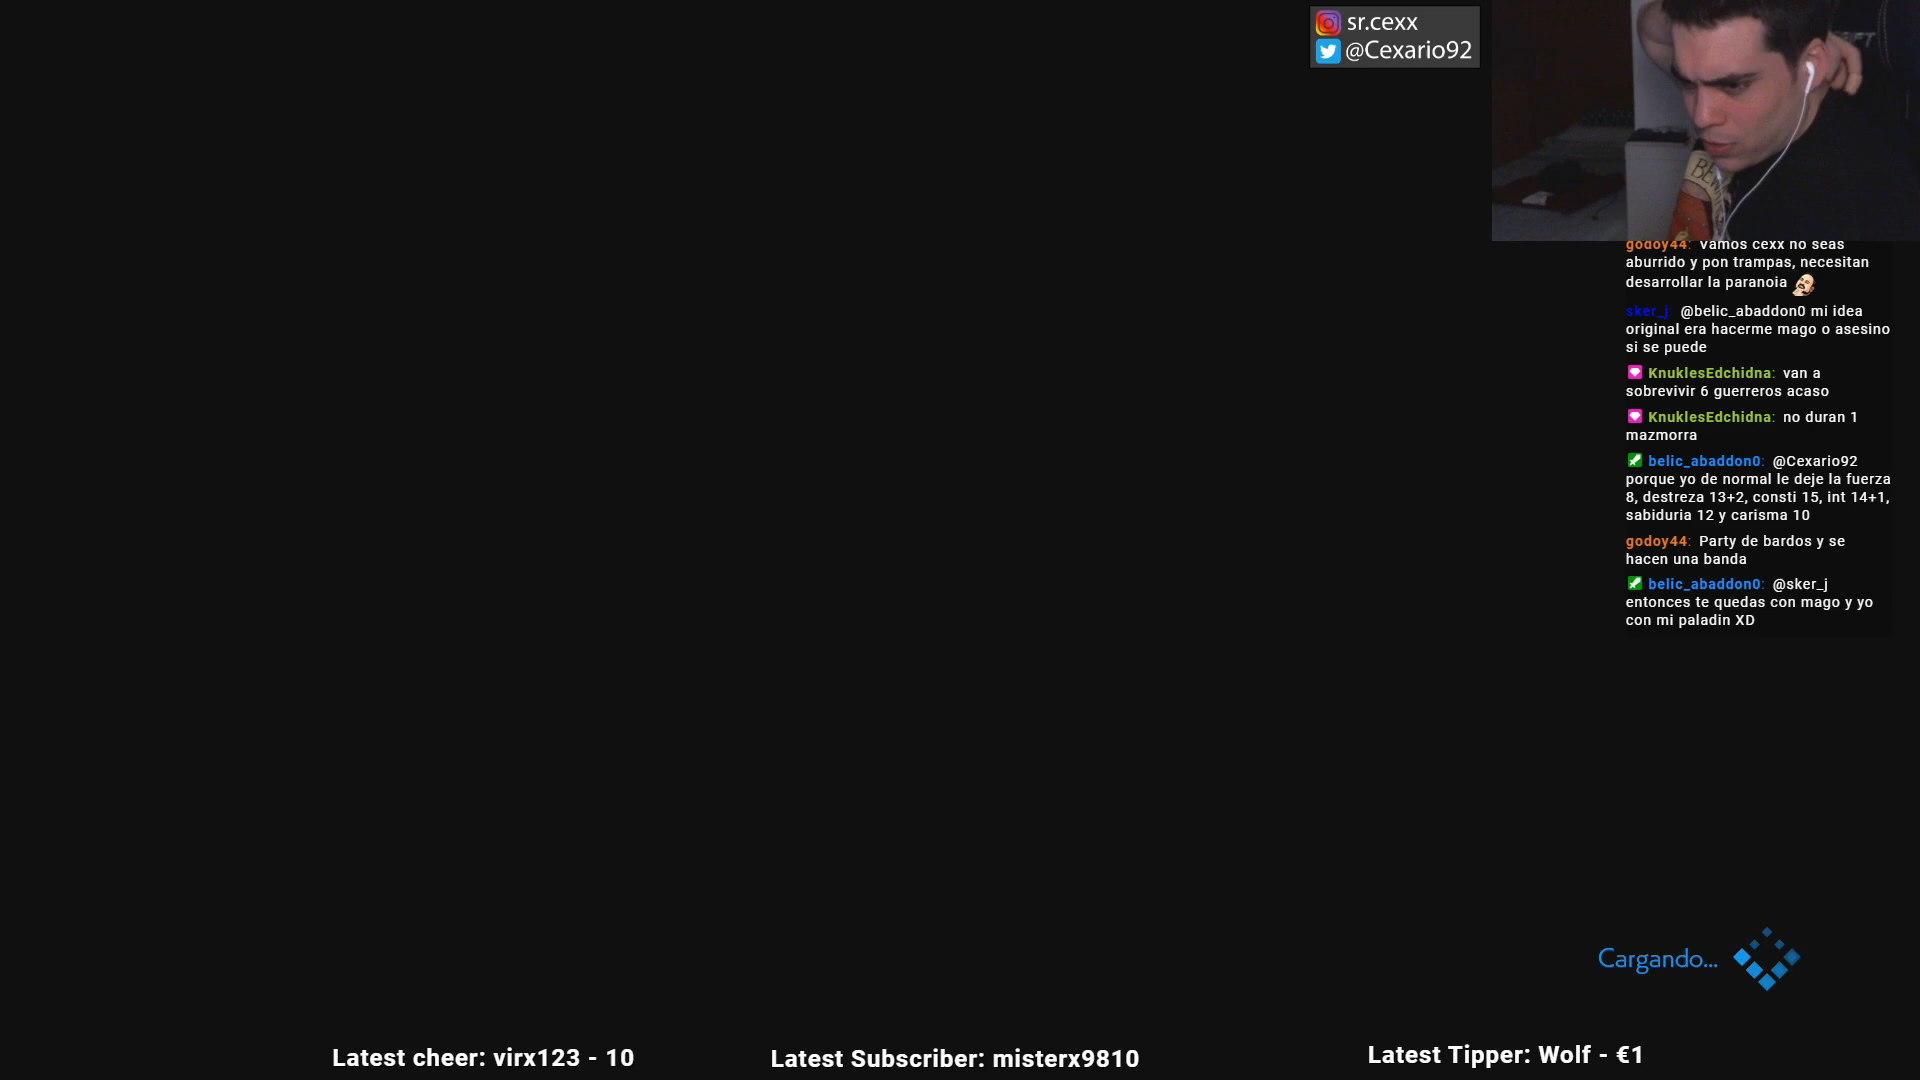 sr.cexx
@Cexario92
godoy44: Vamos cexx no seas
aburrido y pon trampas, necesitan
desarrollar la paranoia
sker_j: @belic_abaddon0 mi idea
original era hacerme mago o asesino
si se puede
KnuklesEdchidna: van a
sobrevivir 6 guerreros acaso
KnuklesEdchidna: no duran 1
mazmorra
belic_abaddon0: @Cexario92
porque yo de normal le deje la fuerza
8, destreza 13+2, consti 15, int 14+1,
sabiduria 12 y carisma 10
godoy44: Party de bardos y se
hacen una banda
belic_abaddon0: @sker_j
entonces te quedas con mago y yo
con mi paladin XD
Cargando...
Latest cheer: virx123 - 10
Latest Subscriber: misterx9810
Latest Tipper: Wolf - €1